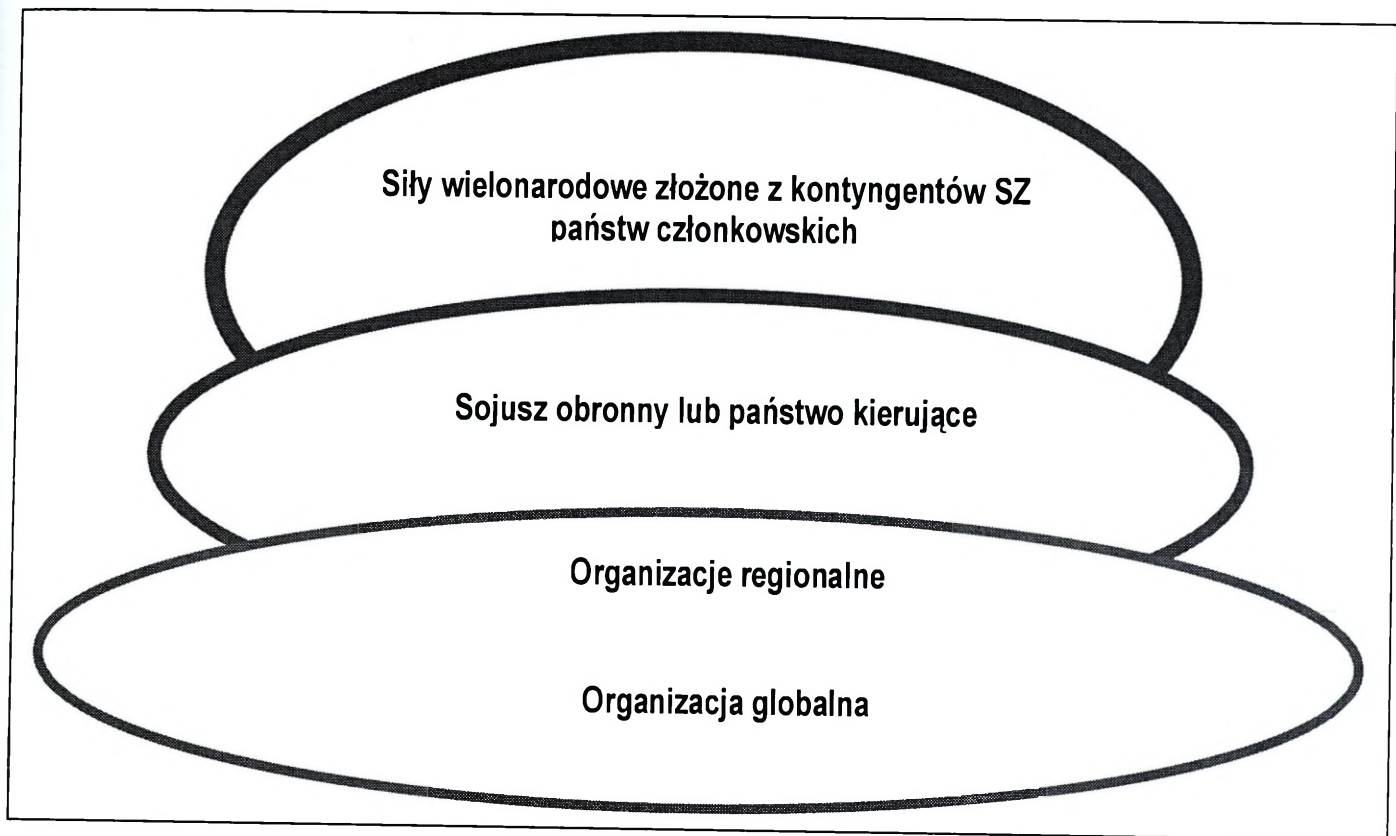 Siły wielonarodowe złożone z kontyngentów SZ
państw członkowskich
Sojusz obronny lub państwo kierujące
Organizacje regionalne
Organizacja globalna